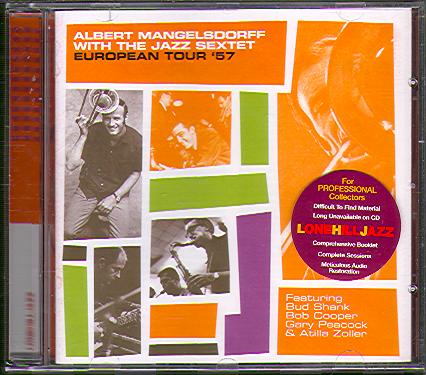 ALBERT MANGELSDORFF
WITH THE JAZZ SEXTET
EUROPEAN TOUR '57
For
PROFESSIONAL
Collectors
Difficult To Find Material
Long Unavailable on CD
LONEHILLJAZZ
Comprehensive Booklet
Complete Sessions
Meticulous Audio
Restoration
Featuring
Bud Shank
Bob Cooper
Gary Peacock
& Atilla Zoller